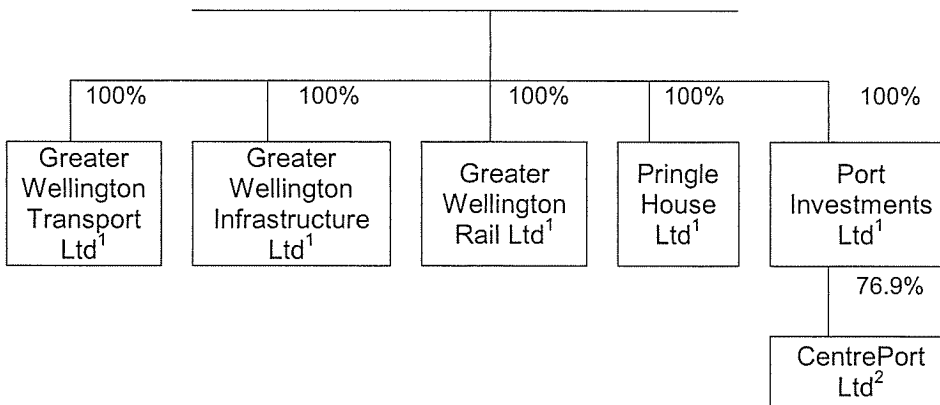 100% 100% 100% 100% 100%
Greater
Wellington
Transport
Ltd¹
Greater
Wellington
Infrastructure
Ltd¹
Greater
Wellington
Rail Ltd¹
Pringle
House
Ltd¹
Port
Investments
Ltd¹
76.9%
CentrePort
Ltd²